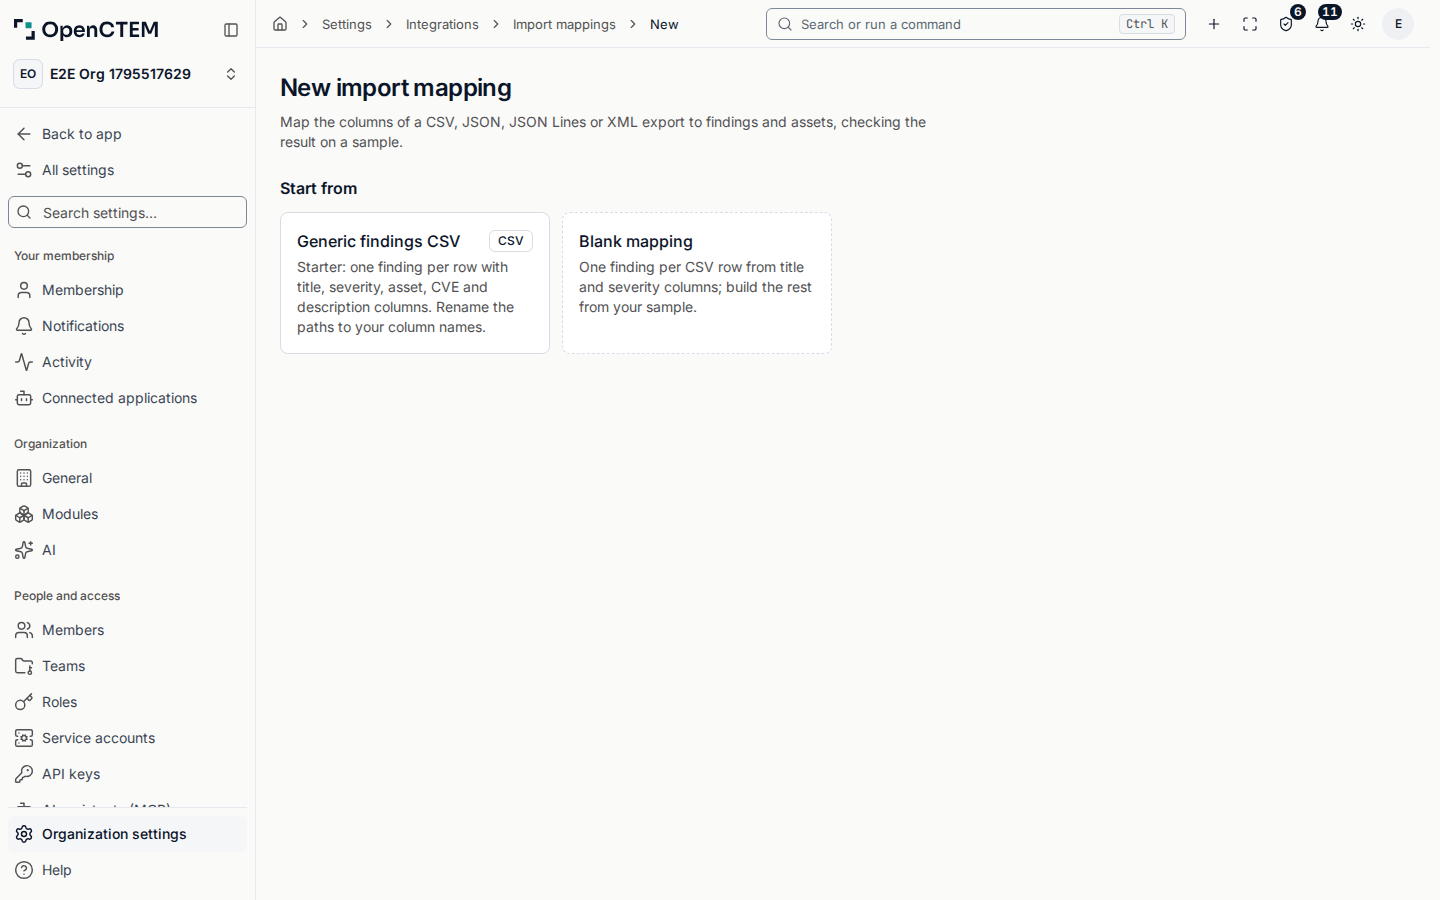 OpenCTEM
EO E2E Org 1795517629
Back to app
All settings
Search settings...
Your membership
Membership
Notifications
Activity
Connected applications
Organization
General
Modules
AI
People and access
Members
Teams
Roles
Service accounts
API keys
Organization settings
Help
Settings Integrations Import mappings New
Search or run a command Ctrl K
6
11
E
New import mapping
Map the columns of a CSV, JSON, JSON Lines or XML export to findings and assets, checking the
result on a sample.
Start from
Generic findings CSV CSV
Starter: one finding per row with
title, severity, asset, CVE and
description columns. Rename the
paths to your column names.
Blank mapping
One finding per CSV row from title
and severity columns; build the rest
from your sample.